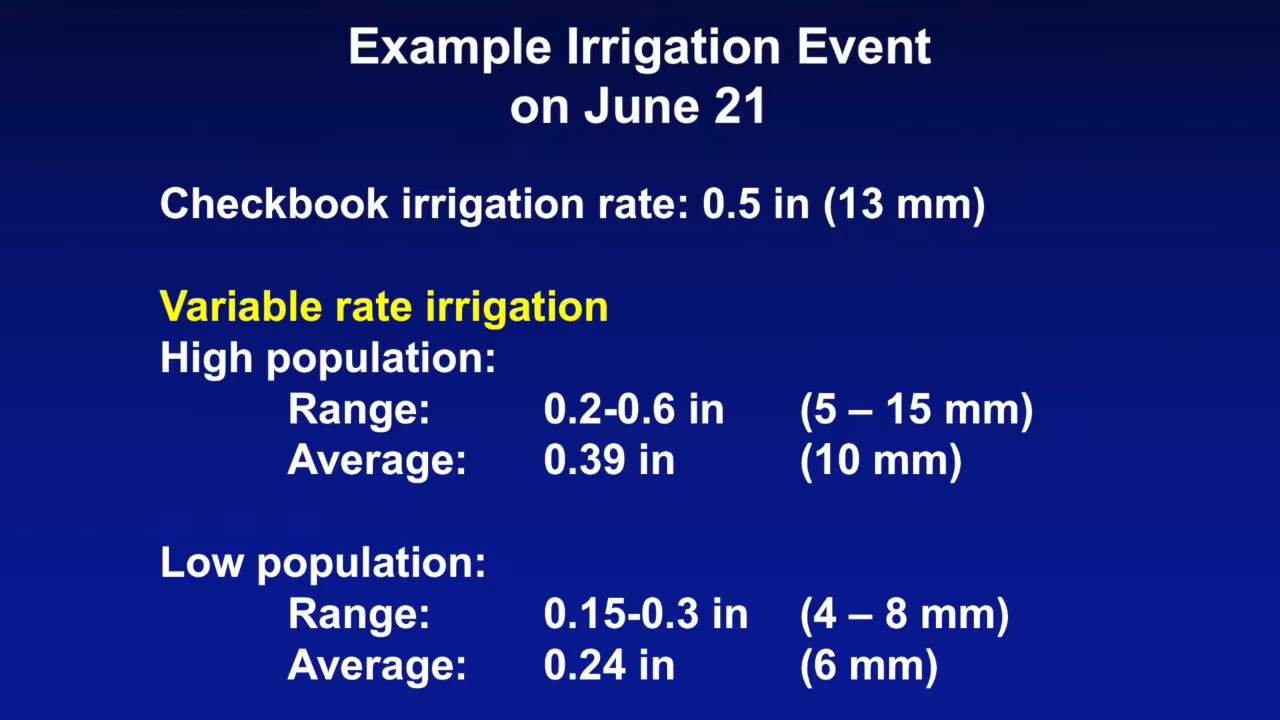 Example Irrigation Event
on June 21
Checkbook irrigation rate: 0.5 in (13 mm)
Variable rate irrigation
High population:
Range: 0.2-0.6 in (5 – 15 mm)
Average: 0.39 in (10 mm)
Low population:
Range: 0.15-0.3 in (4 – 8 mm)
Average: 0.24 in (6 mm)